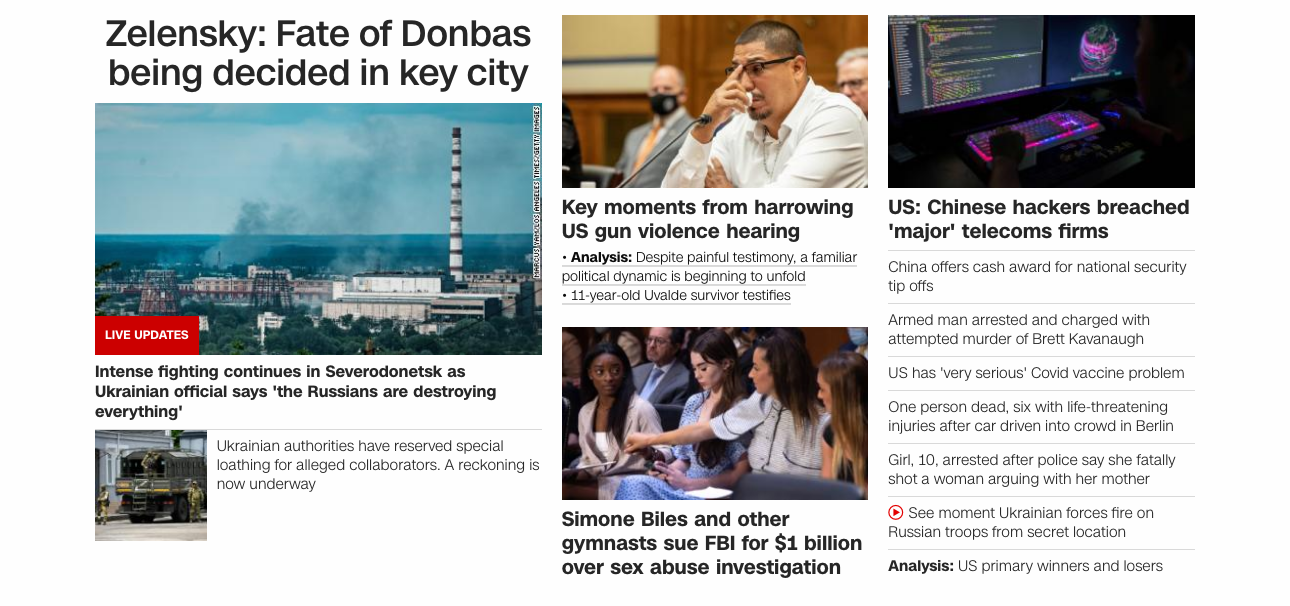 Zelensky: Fate of Donbas
being decided in key city
MARCUS YAM/LOS ANGELES TIMES/GETTY IMAGES
LIVE UPDATES
Intense fighting continues in Severodonetsk as
Ukrainian official says 'the Russians are destroying
everything'
Ukrainian authorities have reserved special
loathing for alleged collaborators. A reckoning is
now underway
Key moments from harrowing
US gun violence hearing
• Analysis: Despite painful testimony, a familiar
political dynamic is beginning to unfold
• 11-year-old Uvalde survivor testifies
Simone Biles and other
gymnasts sue FBI for $1 billion
over sex abuse investigation
US: Chinese hackers breached
'major' telecoms firms
China offers cash award for national security
tip offs
Armed man arrested and charged with
attempted murder of Brett Kavanaugh
US has 'very serious' Covid vaccine problem
One person dead, six with life-threatening
injuries after car driven into crowd in Berlin
Girl, 10, arrested after police say she fatally
shot a woman arguing with her mother
See moment Ukrainian forces fire on
Russian troops from secret location
Analysis: US primary winners and losers